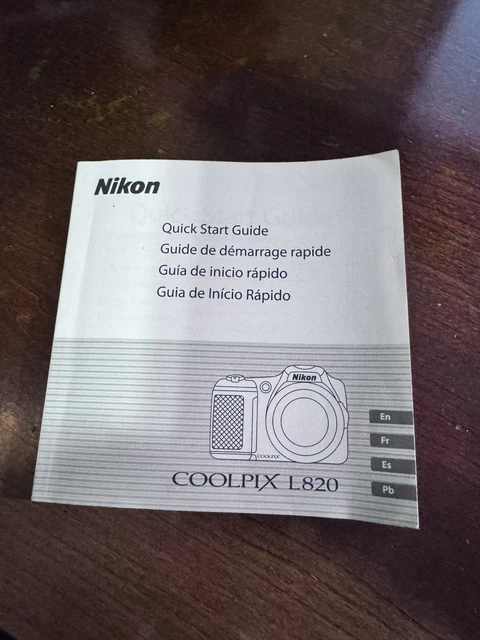 Nikon
Quick Start Guide
Guide de démarrage rapide
Guía de inicio rápido
Guia de Início Rápido
Nikon
COOLPIX
En
Fr
Es
Pb
COOLPIX L820